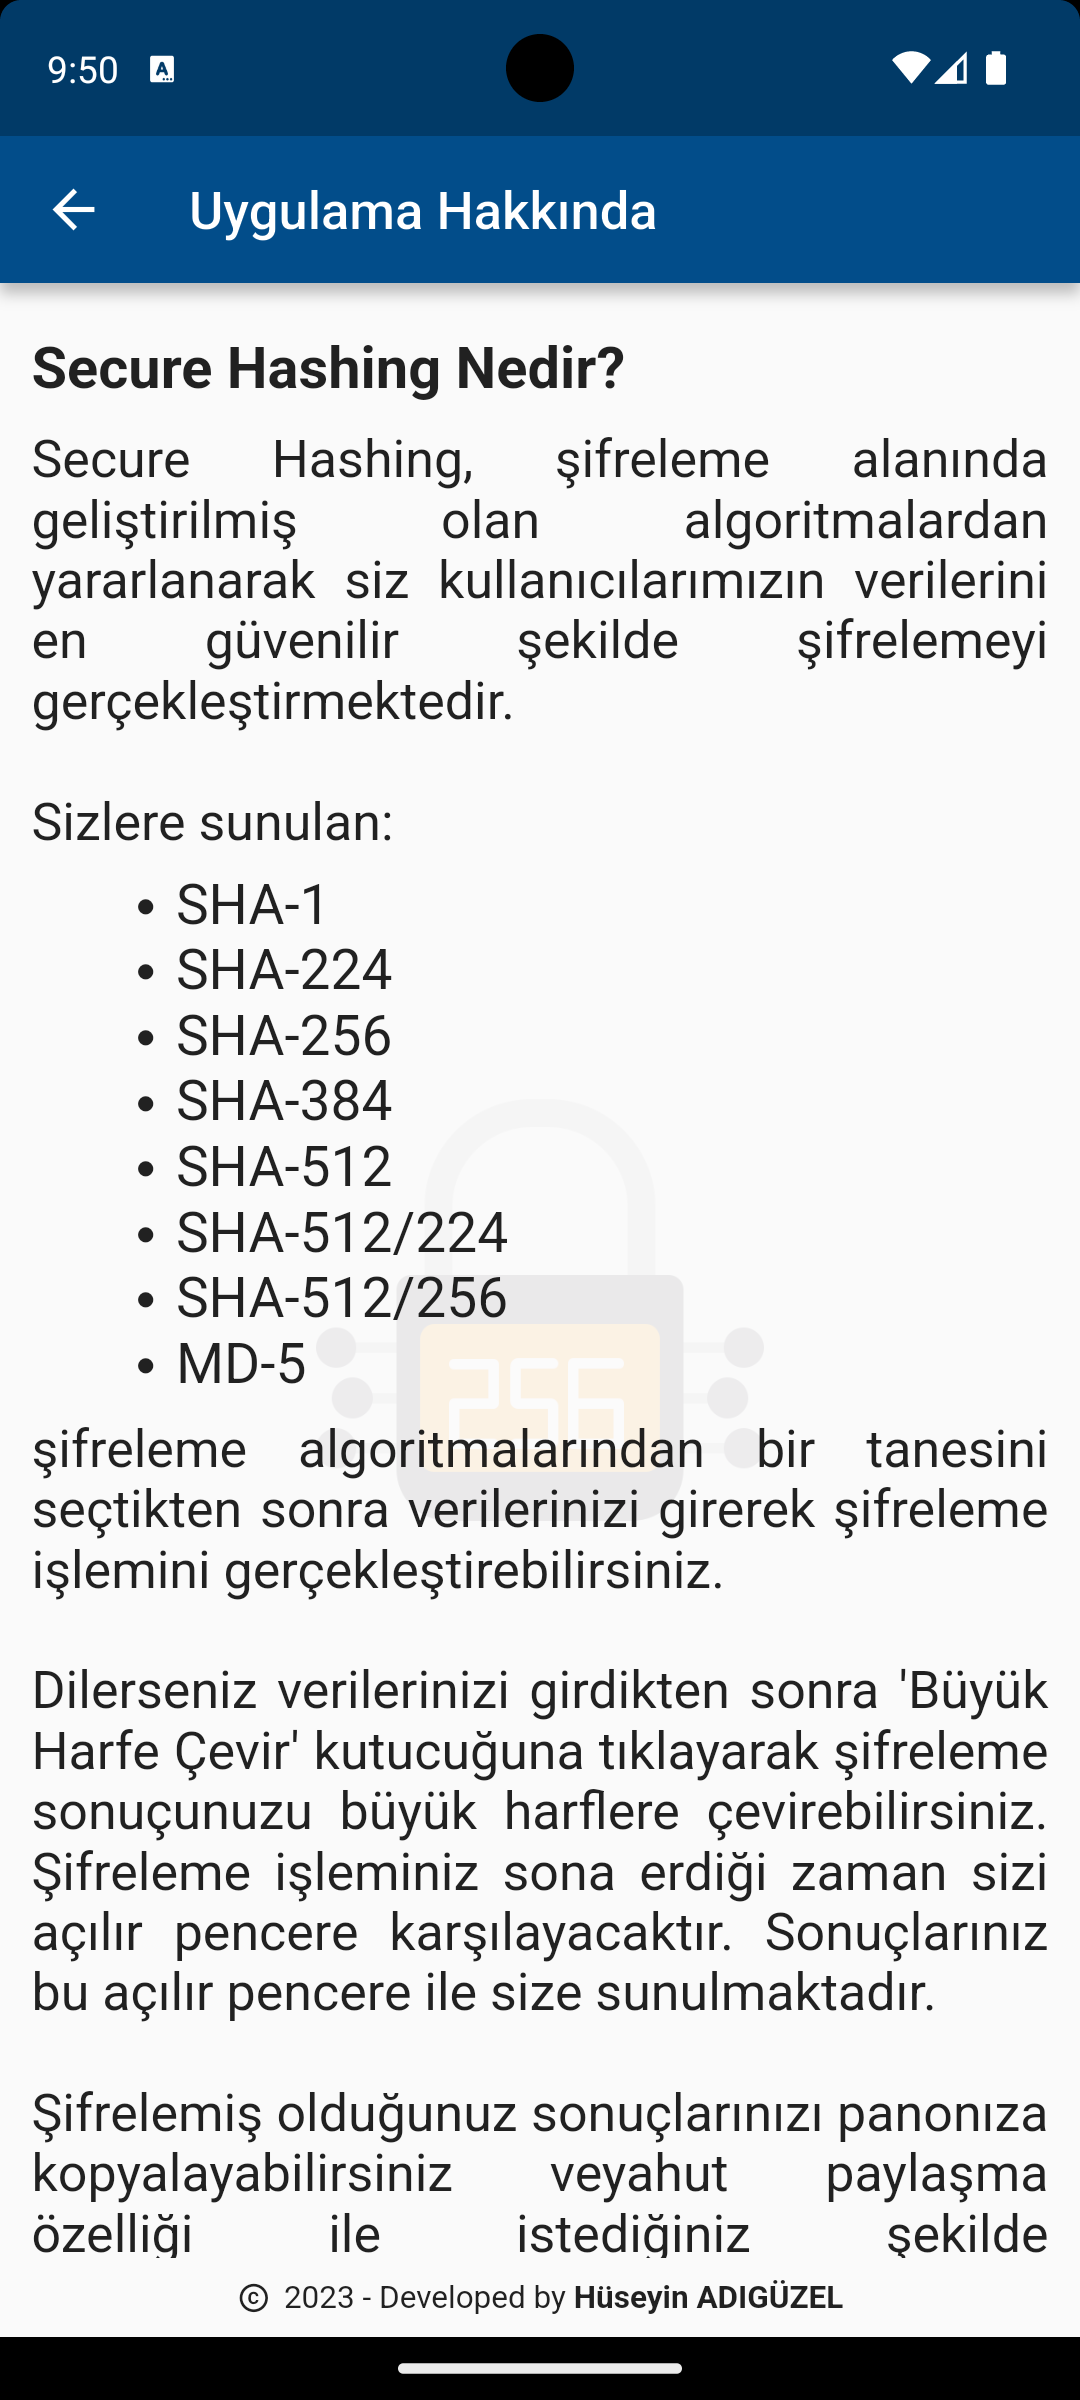 9:50
Uygulama Hakkında
Secure Hashing Nedir?
Secure Hashing, şifreleme alanında
geliştirilmiş olan algoritmalardan
yararlanarak siz kullanıcılarımızın verilerini
en güvenilir şekilde şifrelemeyi
gerçekleştirmektedir.
Sizlere sunulan:
• SHA-1
• SHA-224
• SHA-256
• SHA-384
• SHA-512
• SHA-512/224
• SHA-512/256
• MD-5
256
şifreleme algoritmalarından bir tanesini
seçtikten sonra verilerinizi girerek şifreleme
işlemini gerçekleştirebilirsiniz.
Dilerseniz verilerinizi girdikten sonra 'Büyük
Harfe Çevir' kutucuğuna tıklayarak şifreleme
sonuçunuzu büyük harflere çevirebilirsiniz.
Şifreleme işleminiz sona erdiği zaman sizi
açılır pencere karşılayacaktır. Sonuçlarınız
bu açılır pencere ile size sunulmaktadır.
Şifrelemiş olduğunuz sonuçlarınızı panonıza
kopyalayabilirsiniz veyahut paylaşma
özelliği ile istediğiniz şekilde
© 2023 - Developed by Hüseyin ADIGÜZEL